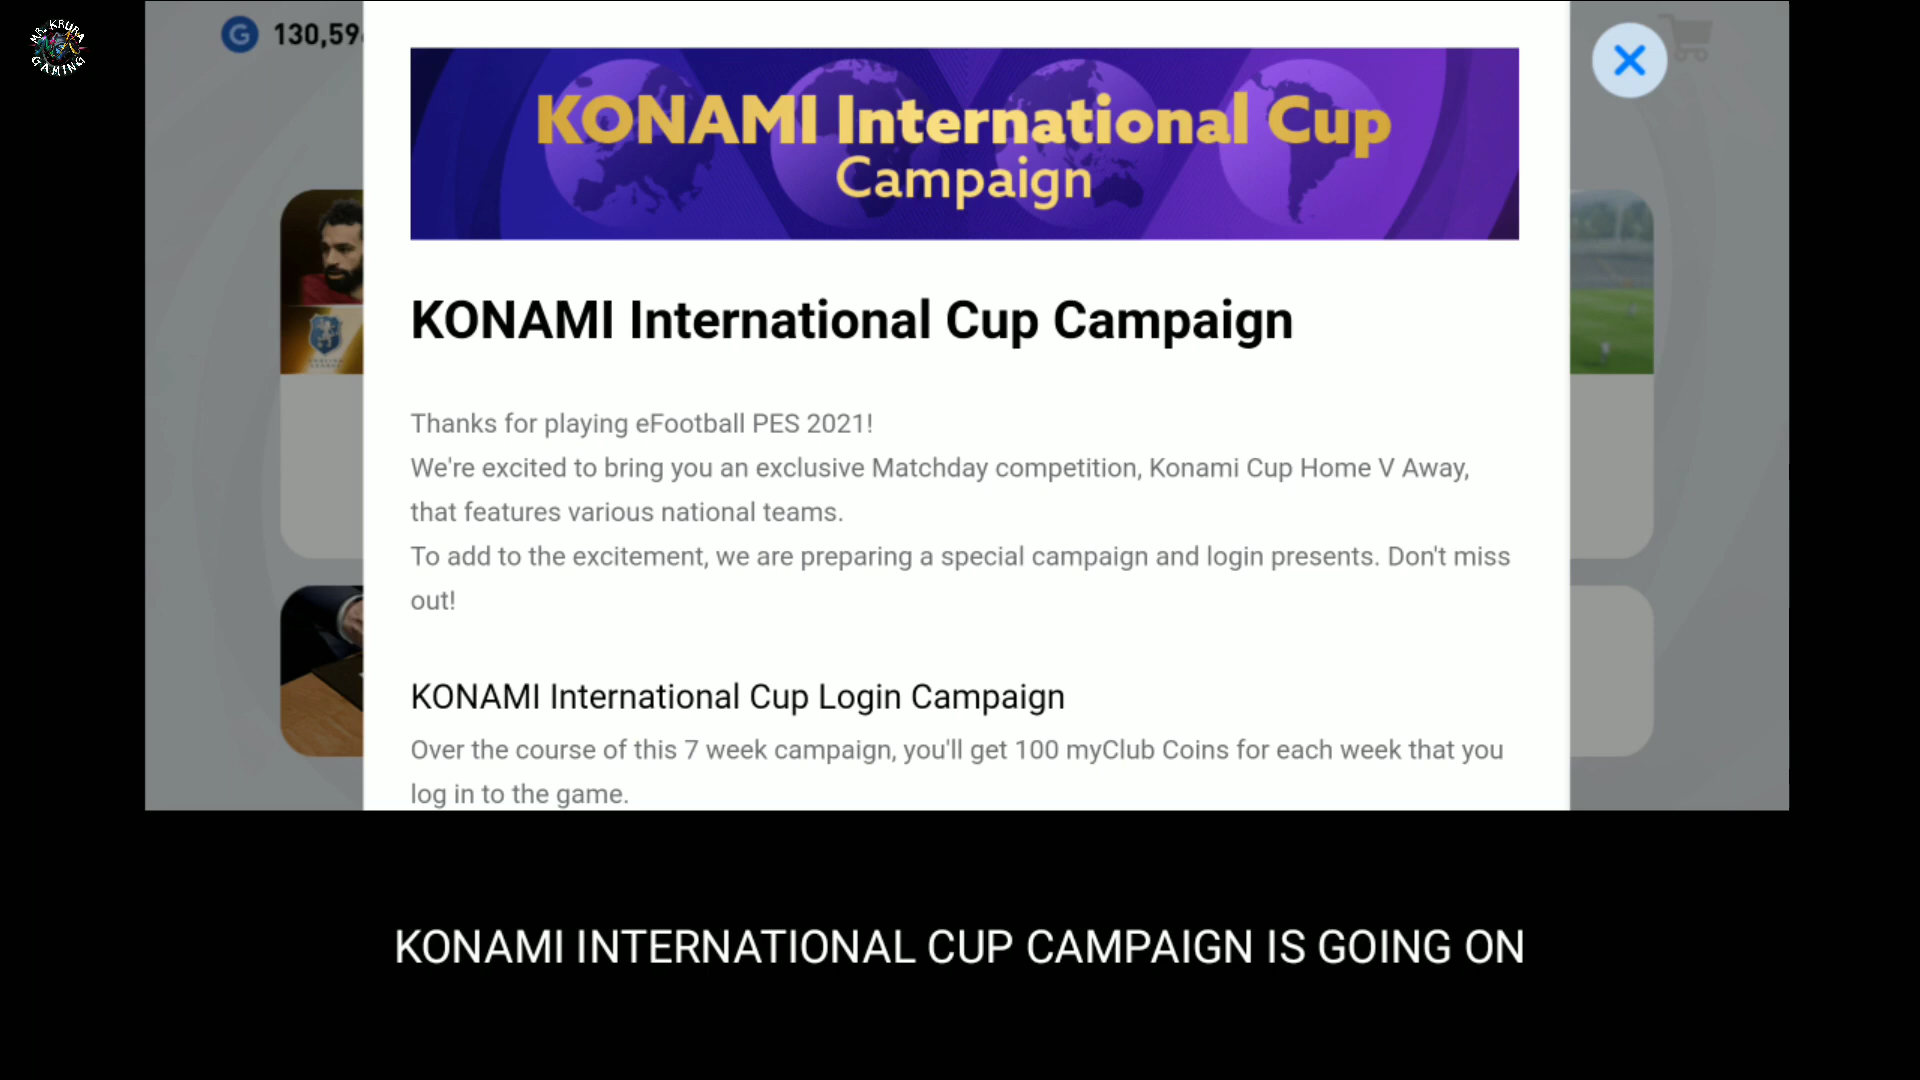 MR. KRURA
GAMING
G 130,59
KONAMI International Cup
Campaign
KONAMI International Cup Campaign
Thanks for playing eFootball PES 2021!
We're excited to bring you an exclusive Matchday competition, Konami Cup Home V Away,
that features various national teams.
To add to the excitement, we are preparing a special campaign and login presents. Don't miss
out!
KONAMI International Cup Login Campaign
Over the course of this 7 week campaign, you'll get 100 myClub Coins for each week that you
log in to the game.
KONAMI INTERNATIONAL CUP CAMPAIGN IS GOING ON